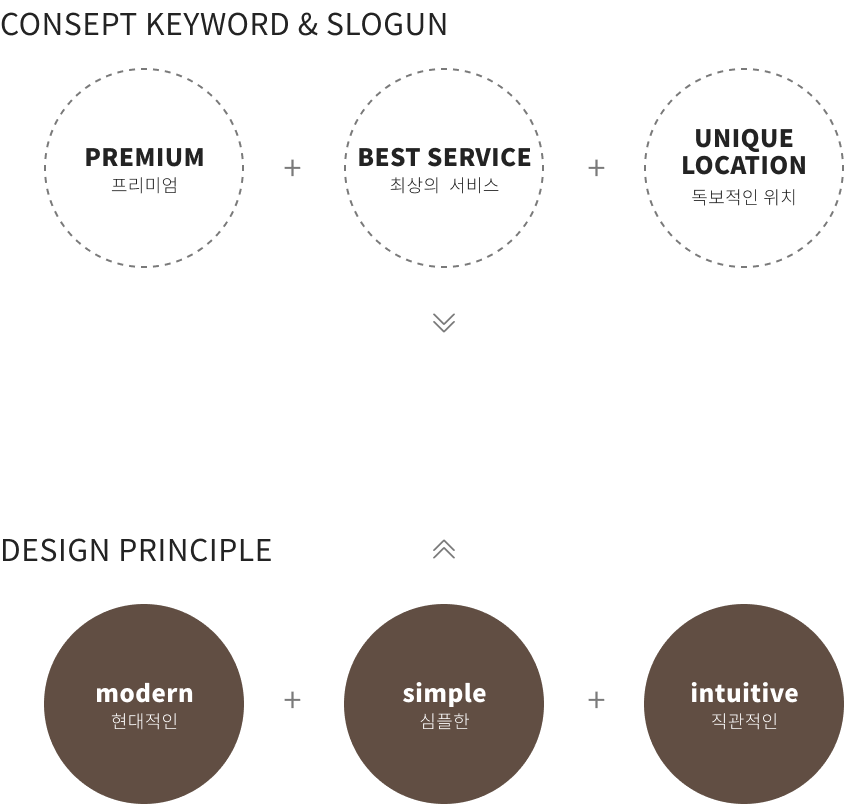 CONSEPT KEYWORD & SLOGUN
PREMIUM
프리미엄
+
BEST SERVICE
최상의 서비스
+
UNIQUE
LOCATION
독보적인 위치
DESIGN PRINCIPLE
modern
현대적인
+
simple
심플한
+
intuitive
직관적인